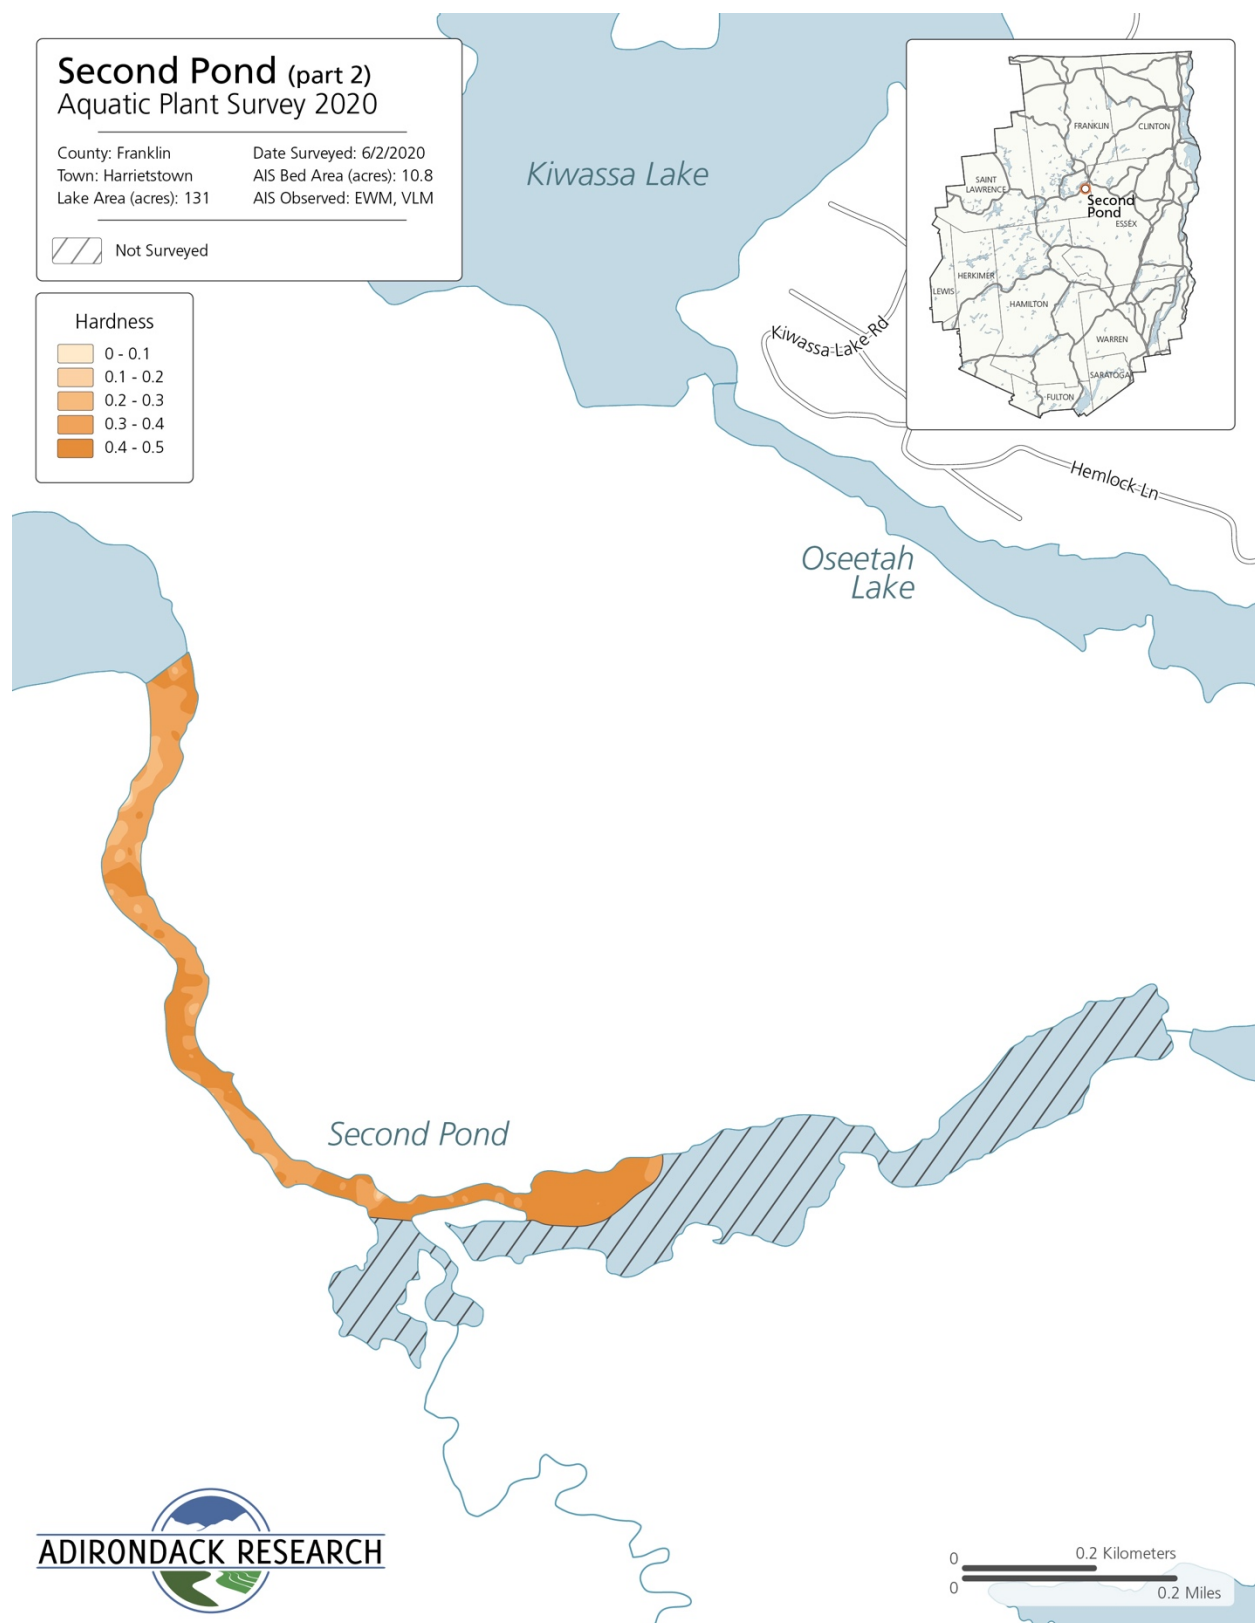 Second Pond (part 2)
Aquatic Plant Survey 2020
County: Franklin
Date Surveyed: 6/2/2020
Town: Harrietstown
AIS Bed Area (acres): 10.8
Lake Area (acres): 131
AIS Observed: EWM, VLM
Not Surveyed
Hardness
0 - 0.1
0.1 - 0.2
0.2 - 0.3
0.3 - 0.4
0.4 - 0.5
Kiwassa Lake
FRANKLIN
CLINTON
SAINT
LAWRENCE
Second
Pond
ESSEX
HERKIMER
LEWIS
HAMILTON
WARREN
SARATOGA
FULTON
Kiwassa Lake Rd
Hemlock Ln
Oseetah
Lake
Second Pond
ADIRONDACK RESEARCH
0
0.2 Kilometers
0
0.2 Miles